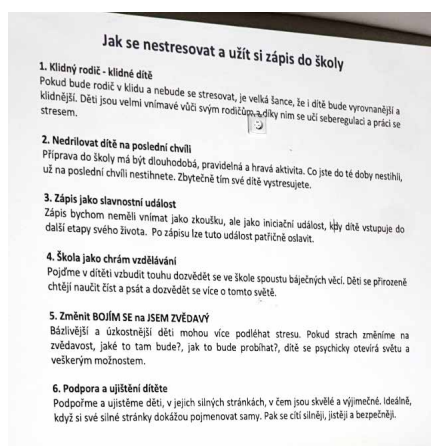 Jak se nestresovat a užít si zápis do školy
1. Klidný rodič - klidné dítě
Pokud bude rodič v klidu a nebude se stresovat, je velká šance, že i dítě bude vyrovnanější a
klidnější. Děti jsou velmi vnímavé vůči svým rodičům a díky nim se učí seberegulaci a práci se
stresem.
2. Nedrilovat dítě na poslední chvíli
Příprava do školy má být dlouhodobá, pravidelná a hravá aktivita. Co jste do té doby nestihli,
už na poslední chvíli nestihnete. Zbytečně tím své dítě vystresujete.
3. Zápis jako slavnostní událost
Zápis bychom neměli vnímat jako zkoušku, ale jako iniciační událost, kdy dítě vstupuje do
další etapy svého života. Po zápisu lze tuto událost patřičně oslavit.
4. Škola jako chrám vzdělávání
Pojďme v dítěti vzbudit touhu dozvědět se ve škole spoustu báječných věcí. Děti se přirozeně
chtějí naučit číst a psát a dozvědět se více o tomto světě.
5. Změnit BOJÍM SE na JSEM ZVĚDAVÝ
Bázlivější a úzkostnější děti mohou více podléhat stresu. Pokud strach změníme na
zvědavost, jaké to tam bude?, jak to bude probíhat?, dítě se psychicky otevírá světu a
veškerým možnostem.
6. Podpora a ujištění dítěte
Podpořme a ujistěme děti, v jejich silných stránkách, v čem jsou skvělé a výjimečné. Ideálně,
když si své silné stránky dokážou pojmenovat samy. Pak se cítí silněji, jistěji a bezpečněji.